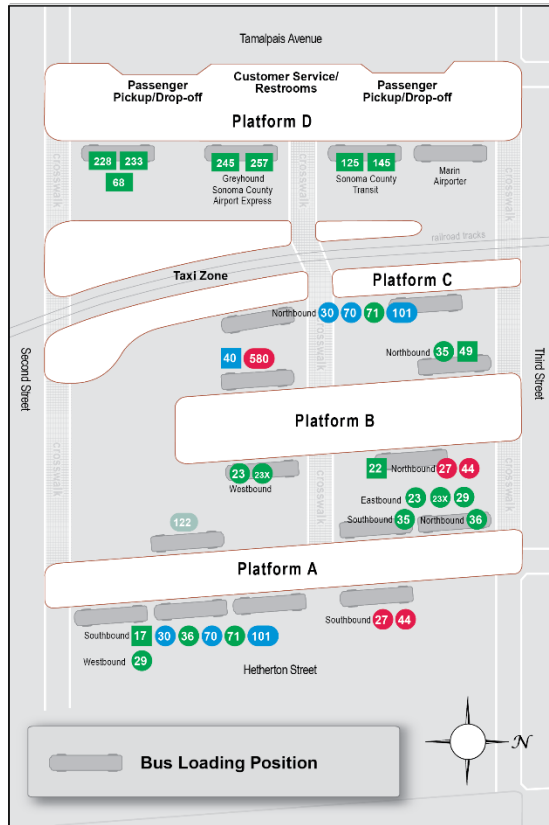 Tamalpais Avenue
Passenger
Pickup/Drop-off
Customer Service/
Restrooms
Passenger
Pickup/Drop-off
Platform D
crosswalk
crosswalk
crosswalk
228 233
68
245 257
Greyhound
Sonoma County
Airport Express
125 145
Sonoma County
Transit
Marin
Airporter
railroad tracks
Taxi Zone
Platform C
Northbound 30 70 71 101
40 580
Northbound 35 49
Second Street
Third Street
Platform B
crosswalk
crosswalk
crosswalk
crosswalk
23 23X
Westbound
22 Northbound 27 44
Eastbound 23 23X 29
Southbound 35 Northbound 36
122
Platform A
Southbound 17 30 36 70 71 101
Westbound 29
Southbound 27 44
Hetherton Street
N
Bus Loading Position